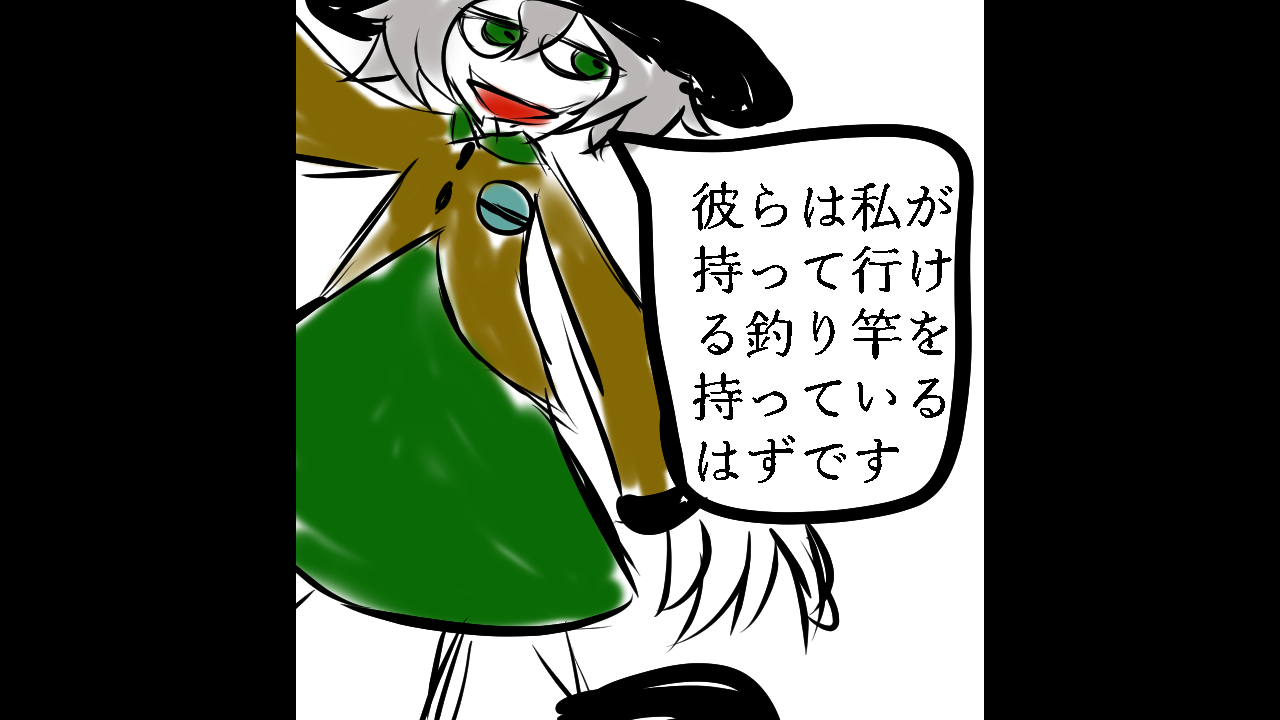 彼らは私が
持って行け
る釣り竿を
持っている
はずです